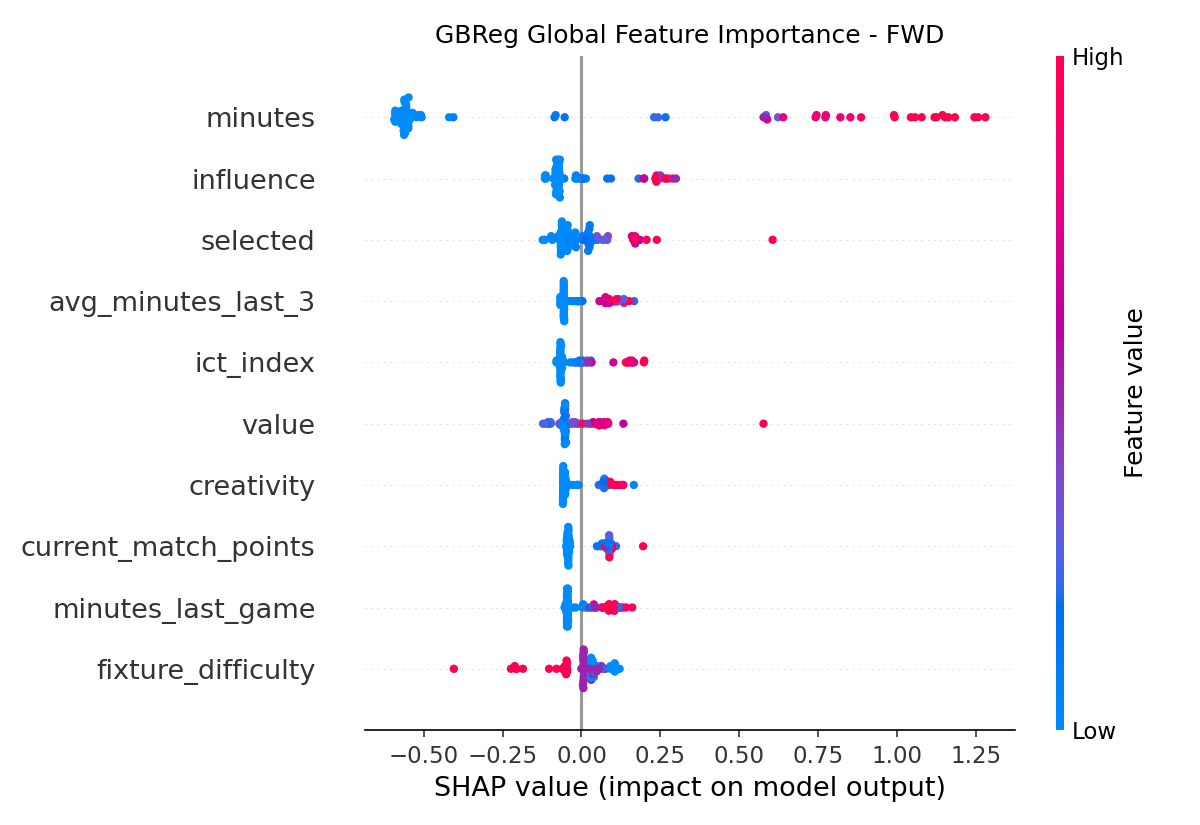 GBReg Global Feature Importance - FWD
High
minutes
influence
selected
avg_minutes_last_3
ict_index
value
creativity
current_match_points
minutes_last_game
fixture_difficulty
Feature value
Low
−0.50 −0.25 0.00 0.25 0.50 0.75 1.00 1.25
SHAP value (impact on model output)